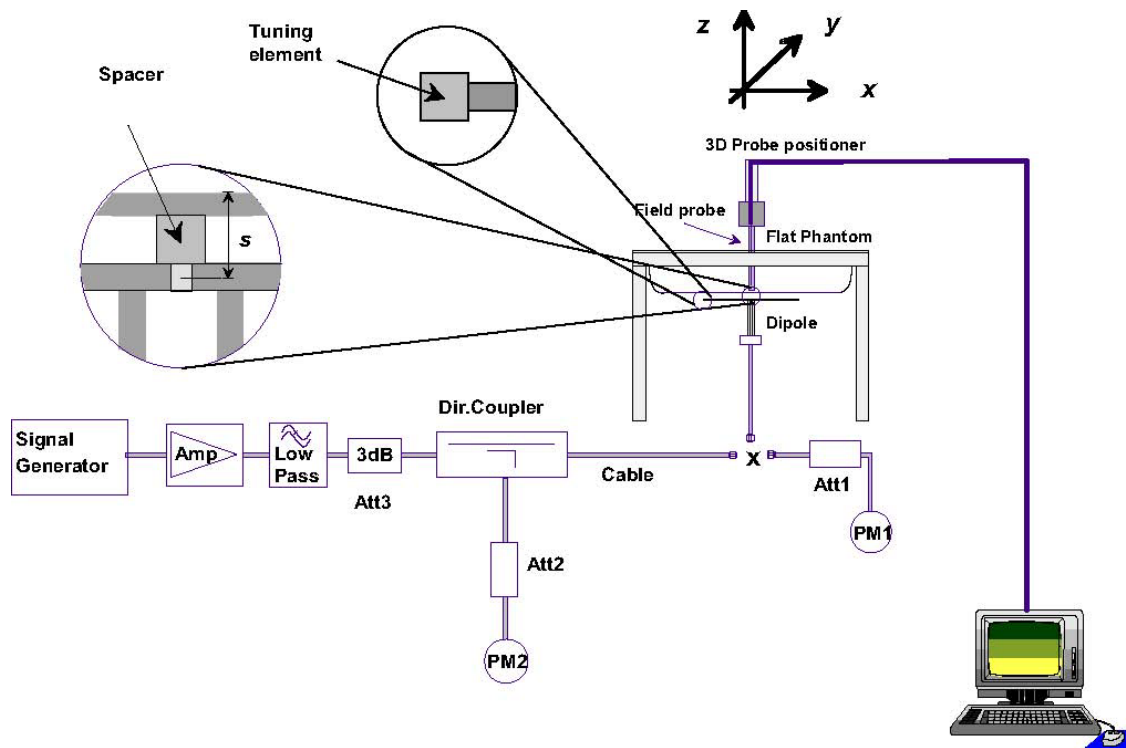 Tuning
element
Spacer
z
y
x
3D Probe positioner
s
Field probe
Flat Phantom
Dipole
Dir.Coupler
Signal
Generator
Amp
Low
Pass
3dB
Att3
Cable
x
Att1
PM1
Att2
PM2